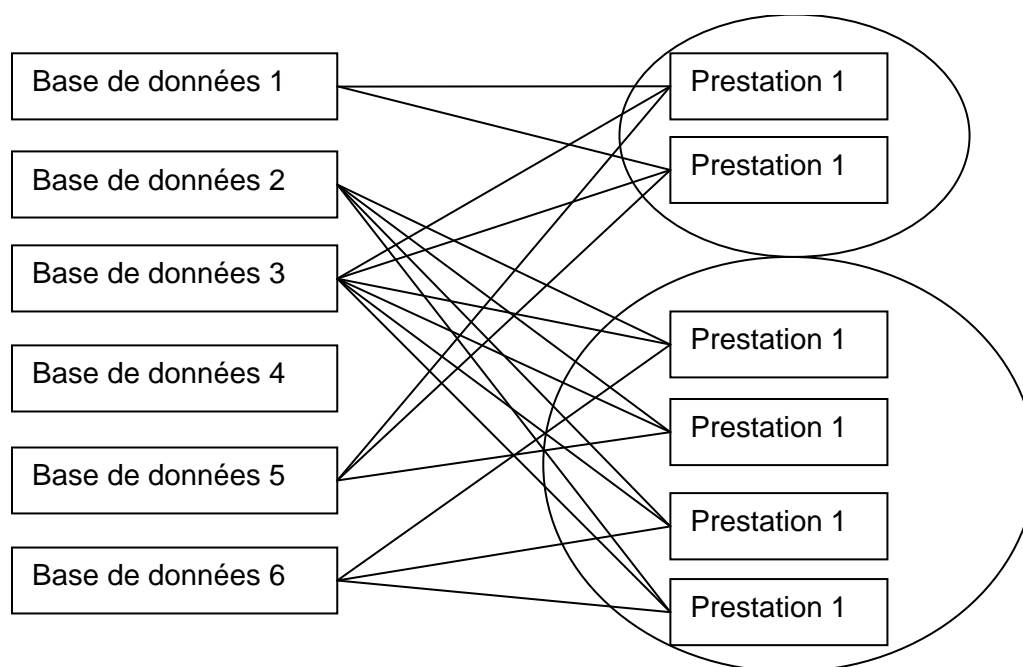 Base de données 1
Base de données 2
Base de données 3
Base de données 4
Base de données 5
Base de données 6
Prestation 1
Prestation 1
Prestation 1
Prestation 1
Prestation 1
Prestation 1